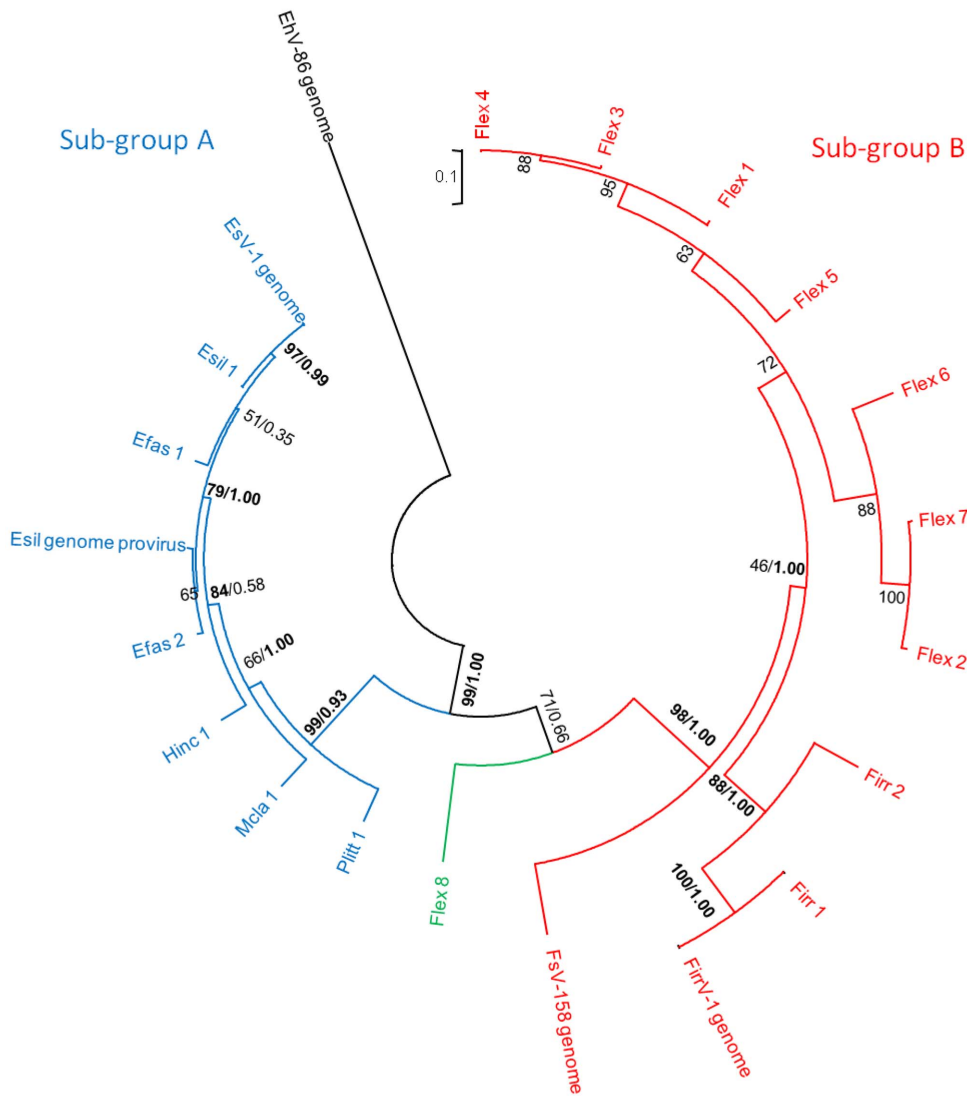 EhV-86 genome
Sub-group A
Sub-group B
0.1
Flex 4
88
Flex 3
95
Flex 1
63
Flex 5
72
Flex 6
88
Flex 7
100
Flex 2
EsV-1 genome
97/0.99
Esil 1
51/0.35
Efas 1
79/1.00
Esil genome provirus
65
84/0.58
Efas 2
66/1.00
Hinc 1
99/0.93
Mcla 1
Plitt 1
99/1.00
71/0.66
Flex 8
46/1.00
98/1.00
88/1.00
Firr 2
100/1.00
Firr 1
FirrV-1 genome
FsV-158 genome